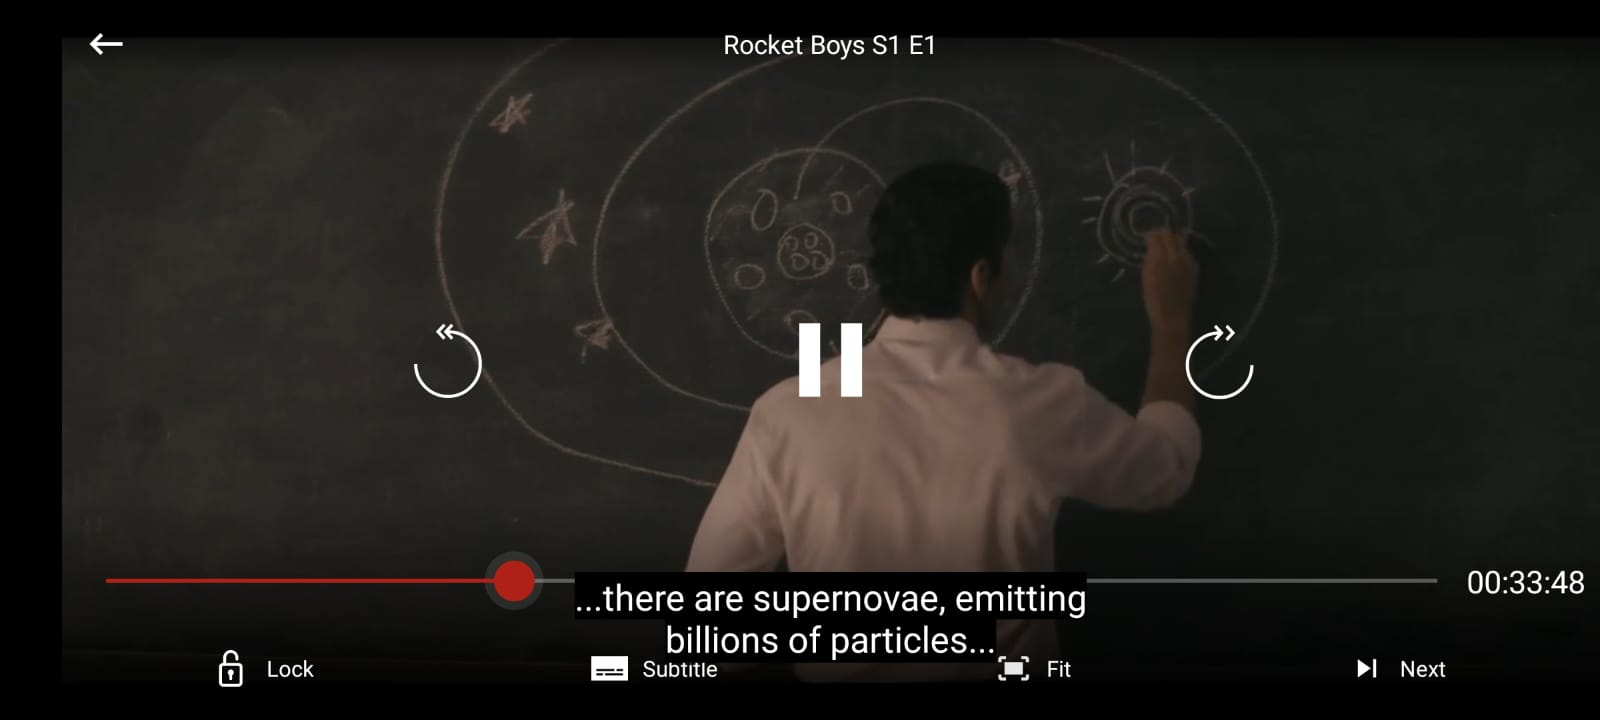 Rocket Boys S1 E1
00:33:48
...there are supernovae, emitting
billions of particles...
Lock
Subtitle
Fit
Next